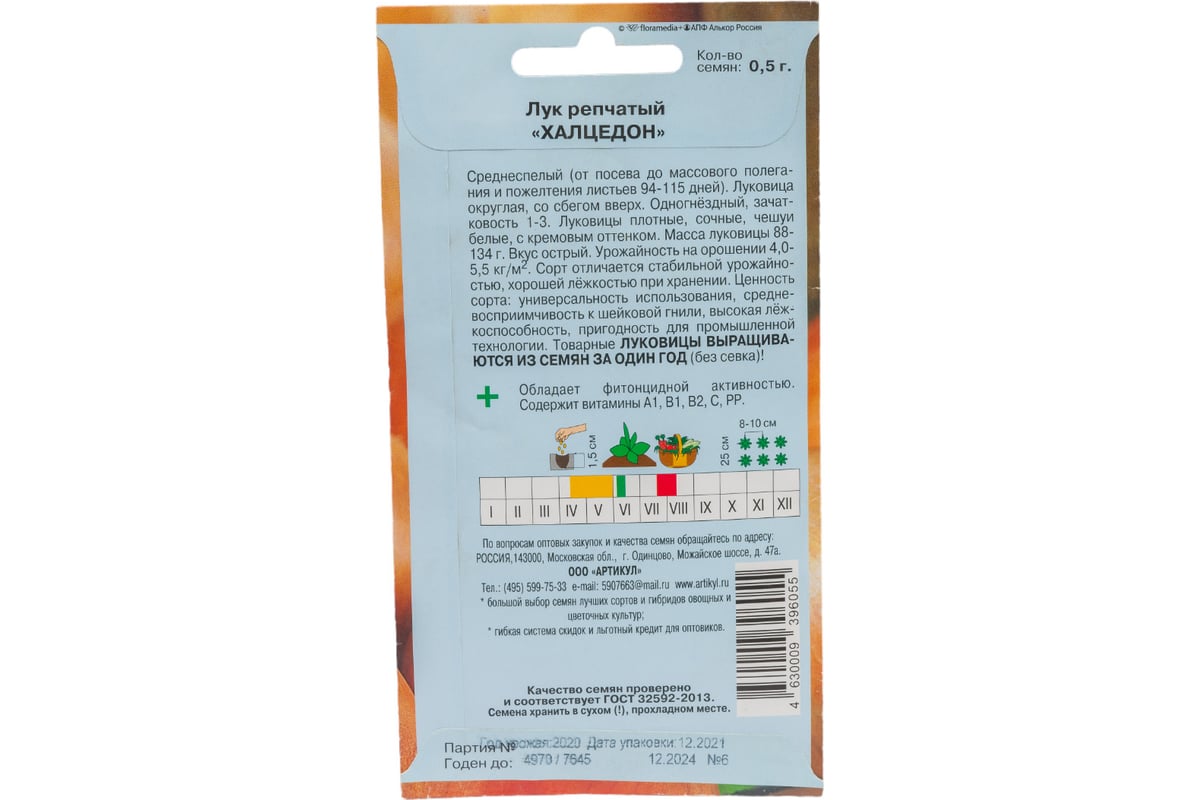 © floramedia+АПФ Алькор Россия
Кол-во
семян: 0,5 г.
Лук репчатый
«ХАЛЦЕДОН»
Среднеспелый (от посева до массового полега-
ния и пожелтения листьев 94-115 дней). Луковица
округлая, со сбегом вверх. Одногнёздный, зачат-
ковость 1-3. Луковицы плотные, сочные, чешуи
белые, с кремовым оттенком. Масса луковицы 88-
134 г. Вкус острый. Урожайность на орошении 4,0-
5,5 кг/м². Сорт отличается стабильной урожайно-
стью, хорошей лёжкостью при хранении. Ценность
сорта: универсальность использования, средне-
восприимчивость к шейковой гнили, высокая лёж-
коспособность, пригодность для промышленной
технологии. Товарные ЛУКОВИЦЫ ВЫРАЩИВА-
ЮТСЯ ИЗ СЕМЯН ЗА ОДИН ГОД (без севка)!
+ Обладает фитонцидной активностью.
Содержит витамины А1, В1, В2, С, РР.
1,5 см
25 см
8-10 см
I II III IV V VI VII VIII IX X XI XII
По вопросам оптовых закупок и качества семян обращайтесь по адресу:
РОССИЯ,143000, Московская обл., г. Одинцово, Можайское шоссе, д. 47а.
ООО «АРТИКУЛ»
Тел.: (495) 599-75-33 e-mail: 5907663@mail.ru www.artikyl.ru
* большой выбор семян лучших сортов и гибридов овощных и
цветочных культур;
* гибкая система скидок и льготный кредит для оптовиков.
4 630009 396055
Качество семян проверено
и соответствует ГОСТ 32592-2013.
Семена хранить в сухом (!), прохладном месте.
Год урожая:2020 Дата упаковки:12.2021
Партия №
Годен до: 4970 / 7645 12.2024 №6